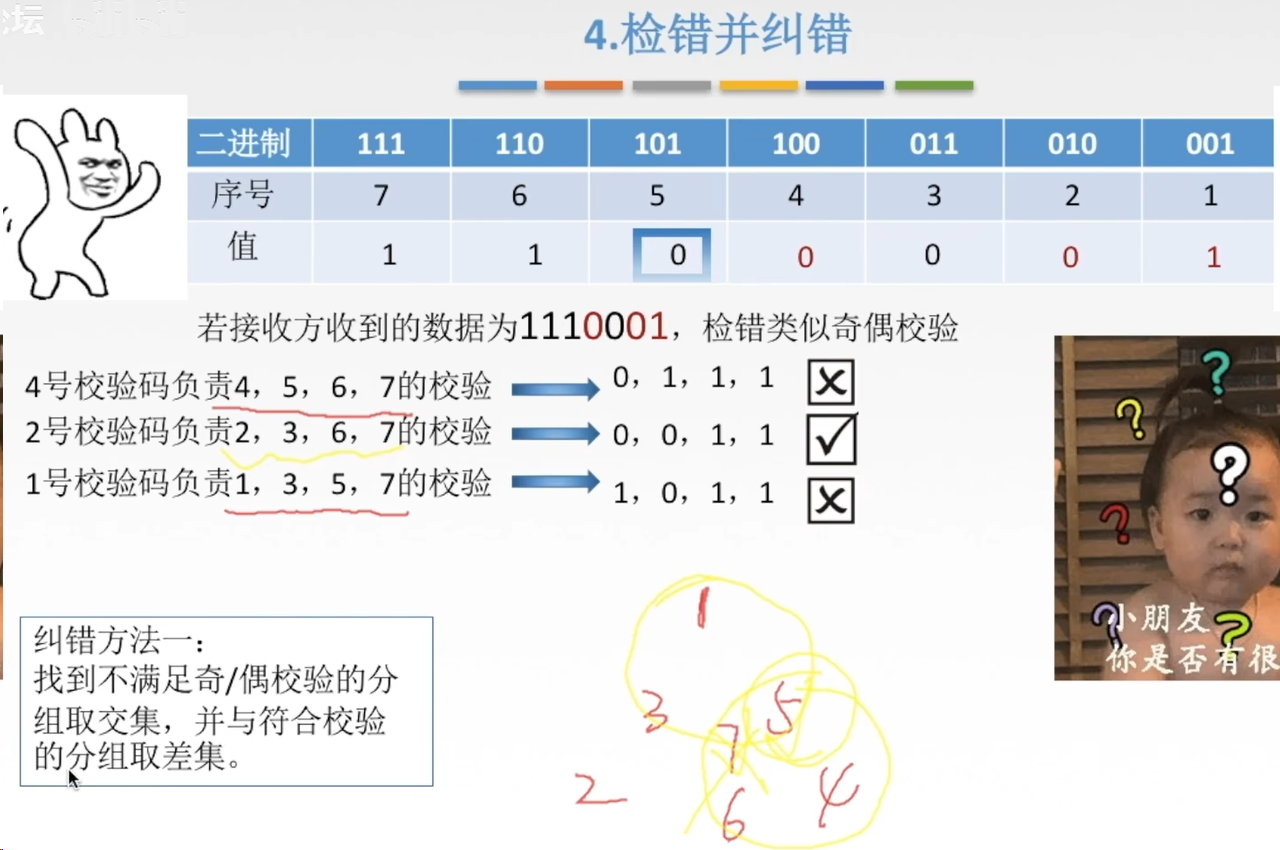 坛
4.检错并纠错
二进制 111 110 101 100 011 010 001
序号 7 6 5 4 3 2 1
值 1 1 0 0 0 0 1
若接收方收到的数据为1110001，检错类似奇偶校验
4号校验码负责4，5，6，7的校验 0，1，1，1
2号校验码负责2，3，6，7的校验 0，0，1，1
1号校验码负责1，3，5，7的校验 1，0，1，1
纠错方法一：
找到不满足奇/偶校验的分
组取交集，并与符合校验
的分组取差集。
1
3 7 5
2 6 4
? ? ? ? ? ?
小朋友
你是否有很